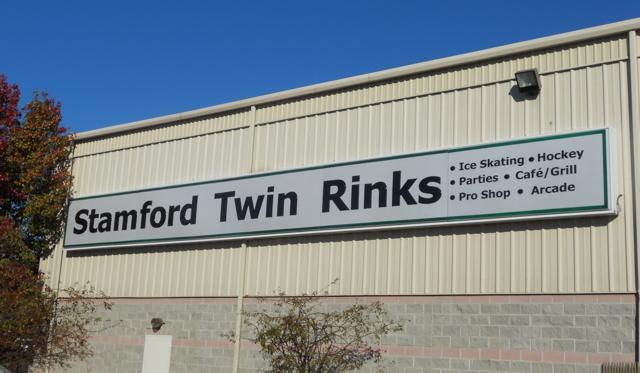 Stamford Twin Rinks
• Ice Skating • Hockey
• Parties • Café/Grill
• Pro Shop • Arcade